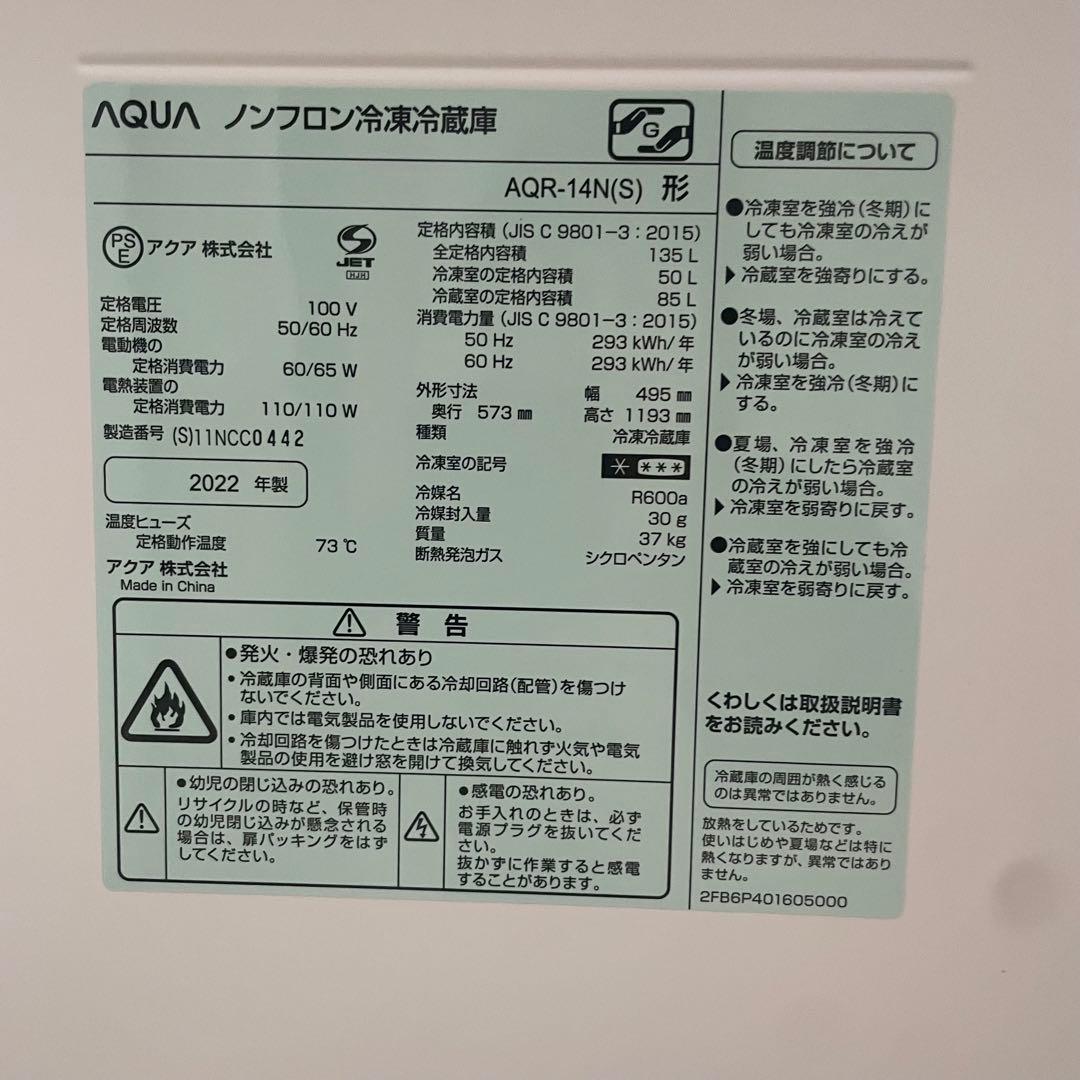 AQUA ノンフロン冷凍冷蔵庫
G
AQR-14N(S) 形
PS
E
アクア 株式会社
JET
HJH
定格電圧 100 V
定格周波数 50/60 Hz
電動機の
定格消費電力 60/65 W
電熱装置の
定格消費電力 110/110 W
製造番号 (S)11NCC0442
2022 年製
温度ヒューズ
定格動作温度 73 ℃
アクア 株式会社
Made in China
定格内容積 (JIS C 9801−3 : 2015)
全定格内容積 135 L
冷凍室の定格内容積 50 L
冷蔵室の定格内容積 85 L
消費電力量 (JIS C 9801−3 : 2015)
50 Hz 293 kWh/ 年
60 Hz 293 kWh/ 年
外形寸法 幅 495 ㎜
奥行 573 ㎜ 高さ 1193 ㎜
種類 冷凍冷蔵庫
冷凍室の記号 * ***
冷媒名 R600a
冷媒封入量 30 g
質量 37 kg
断熱発泡ガス シクロペンタン
⚠ 警 告
●発火・爆発の恐れあり
・冷蔵庫の背面や側面にある冷却回路(配管)を傷つけ
ないでください。
・庫内では電気製品を使用しないでください。
・冷却回路を傷つけたときは冷蔵庫に触れず火気や電気
製品の使用を避け窓を開けて換気してください。
●幼児の閉じ込みの恐れあり。
リサイクルの時など、保管時
の幼児閉じ込みが懸念される
場合は、扉パッキングをはず
してください。
●感電の恐れあり。
お手入れのときは、必ず
電源プラグを抜いてくだ
さい。
抜かずに作業すると感電
することがあります。
温度調節について
●冷凍室を強冷(冬期)に
しても冷凍室の冷えが
弱い場合。
▶冷蔵室を強寄りにする。
●冬場、冷蔵室は冷えて
いるのに冷凍室の冷え
が弱い場合。
▶冷凍室を強冷(冬期)に
する。
●夏場、冷凍室を強冷
(冬期)にしたら冷蔵室
の冷えが弱い場合。
▶冷凍室を弱寄りに戻す。
●冷蔵室を強にしても冷
蔵室の冷えが弱い場合。
▶冷凍室を弱寄りに戻す。
くわしくは取扱説明書
をお読みください。
冷蔵庫の周囲が熱く感じる
のは異常ではありません。
放熱をしているためです。
使いはじめや夏場などは特に
熱くなりますが、異常ではあり
ません。
2FB6P401605000